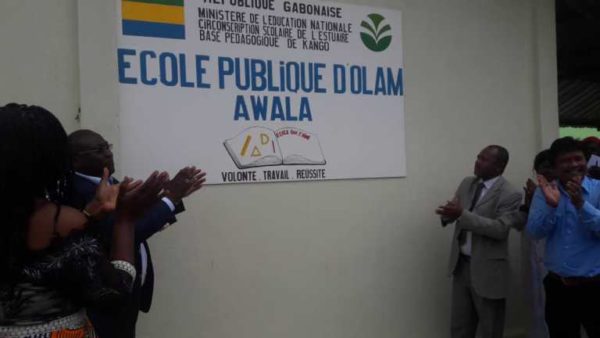 REPUBLIQUE GABONAISE
MINISTERE DE L'EDUCATION NATIONALE
CIRCONSCRIPTION SCOLAIRE DE L'ESTUAIRE
BASE PEDAGOGIQUE DE KANGO
ECOLE PUBLIQUE D'OLAM
AWALA
VOLONTE . TRAVAIL . REUSSITE